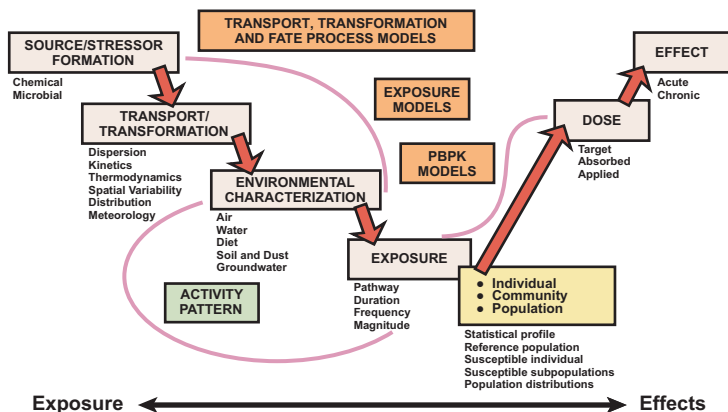 TRANSPORT, TRANSFORMATION
AND FATE PROCESS MODELS
SOURCE/STRESSOR
FORMATION
Chemical
Microbial
EFFECT
Acute
Chronic
EXPOSURE
MODELS
TRANSPORT/
TRANSFORMATION
Dispersion
Kinetics
Thermodynamics
Spatial Variability
Distribution
Meteorology
DOSE
Target
Absorbed
Applied
PBPK
MODELS
ENVIRONMENTAL
CHARACTERIZATION
Air
Water
Diet
Soil and Dust
Groundwater
EXPOSURE
Pathway
Duration
Frequency
Magnitude
● Individual
● Community
● Population
Statistical profile
Reference population
Susceptible individual
Susceptible subpopulations
Population distributions
ACTIVITY
PATTERN
Exposure
Effects